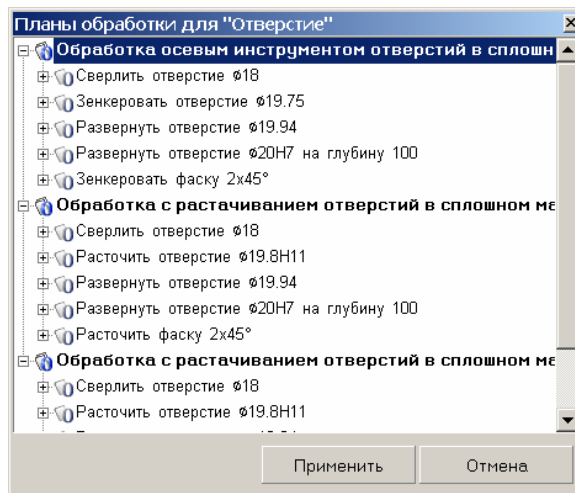 Планы обработки для "Отверстие"
Обработка осевым инструментом отверстий в сплошн
Сверлить отверстие ø18
Зенкеровать отверстие ø19.75
Развернуть отверстие ø19.94
Развернуть отверстие ø20H7 на глубину 100
Зенкеровать фаску 2x45°
Обработка с растачиванием отверстий в сплошном ма
Сверлить отверстие ø18
Расточить отверстие ø19.8H11
Развернуть отверстие ø19.94
Развернуть отверстие ø20H7 на глубину 100
Расточить фаску 2x45°
Обработка с растачиванием отверстий в сплошном ма
Сверлить отверстие ø18
Расточить отверстие ø19.8H11
Применить
Отмена